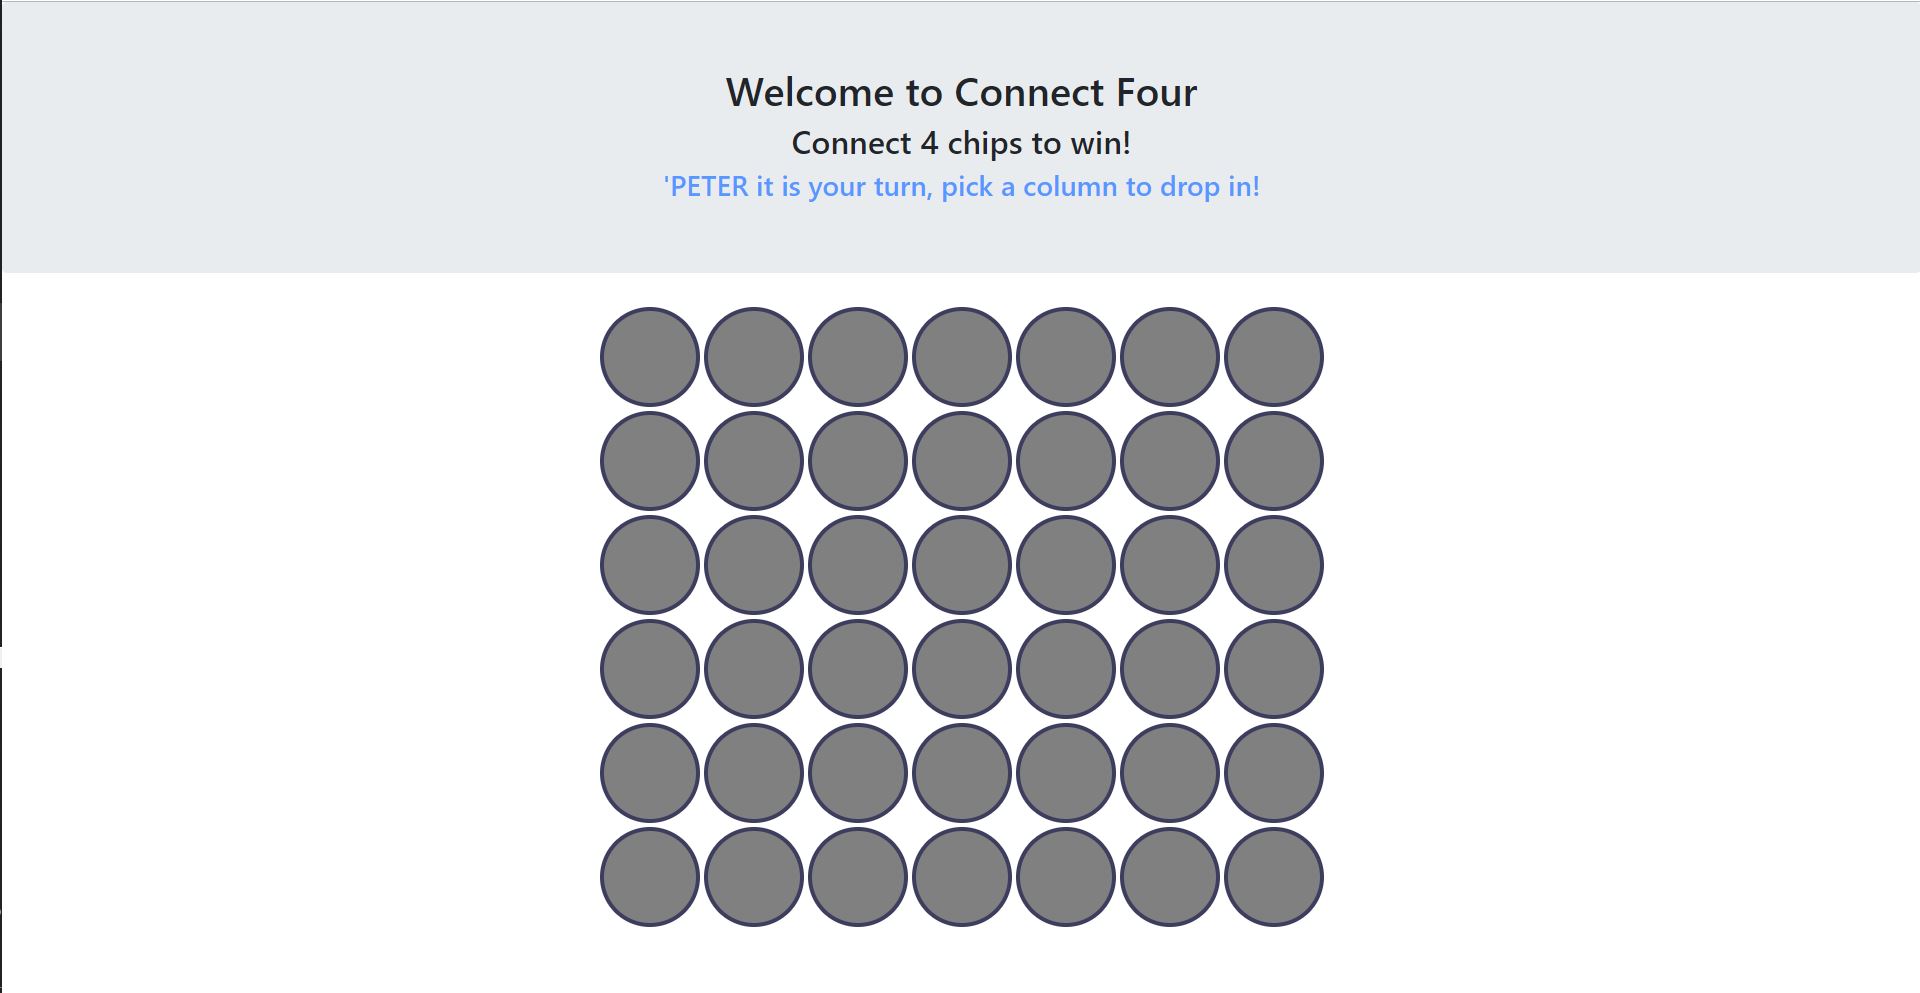 Welcome to Connect Four
Connect 4 chips to win!
'PETER it is your turn, pick a column to drop in!